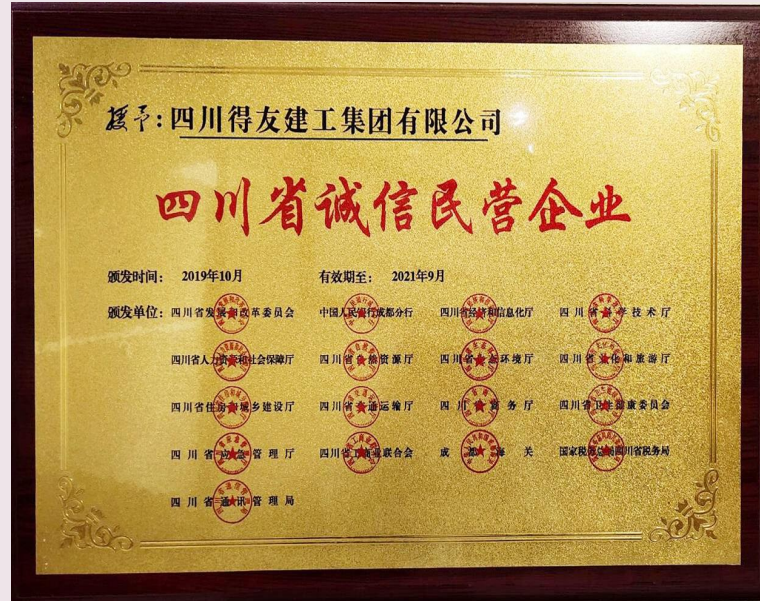 授予:四川得友建工集团有限公司
四川省诚信民营企业
颁发时间: 2019年10月 有效期至: 2021年9月
颁发单位: 四川省发展和改革委员会 中国人民银行成都分行 四川省经济和信息化厅 四川省科学技术厅
四川省人力资源和社会保障厅 四川省自然资源厅 四川省生态环境厅 四川省文化和旅游厅
四川省住房和城乡建设厅 四川省交通运输厅 四川省商务厅 四川省卫生健康委员会
四川省应急管理厅 四川省工商业联合会 成都海关 国家税务总局四川省税务局
四川省通讯管理局